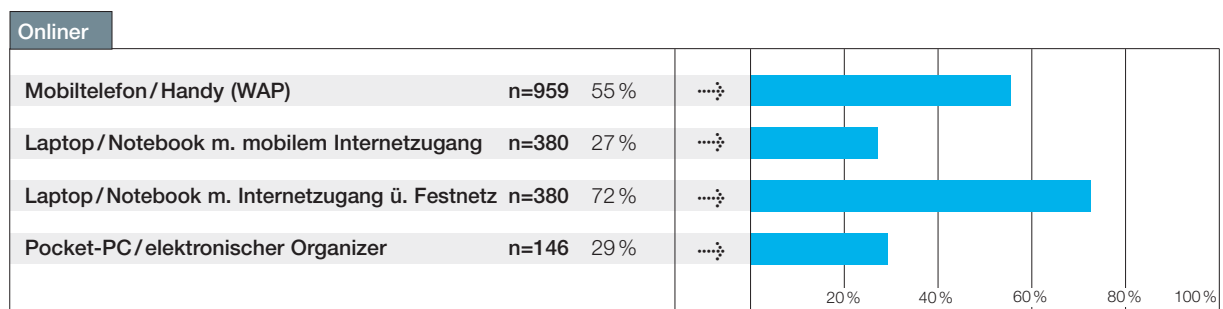 Onliner
Mobiltelefon/Handy (WAP) n=959 55 %
Laptop/Notebook m. mobilem Internetzugang n=380 27 %
Laptop/Notebook m. Internetzugang ü. Festnetz n=380 72 %
Pocket-PC/elektronischer Organizer n=146 29 %
20 % 40 % 60 % 80 % 100 %